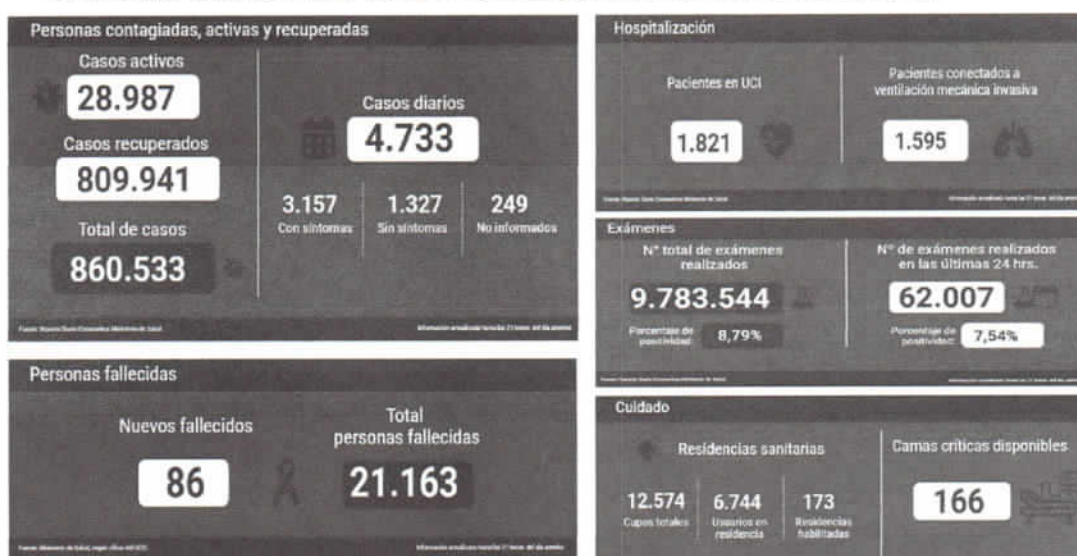 Personas contagiadas, activas y recuperadas
Casos activos
28.987
Casos recuperados
809.941
Total de casos
860.533
Casos diarios
4.733
3.157
Con síntomas
1.327
Sin síntomas
249
No informados
Personas fallecidas
Nuevos fallecidos
86
Total
personas fallecidas
21.163
Hospitalización
Pacientes en UCI
1.821
Pacientes conectados a
ventilación mecánica invasiva
1.595
Exámenes
N° total de exámenes
realizados
9.783.544
Porcentaje de
positividad:
8,79%
N° de exámenes realizados
en las últimas 24 hrs.
62.007
Porcentaje de
positividad:
7,54%
Cuidado
Residencias sanitarias
12.574
Cupos totales
6.744
Usuarios en
residencia
173
Residencias
habilitadas
Camas críticas disponibles
166